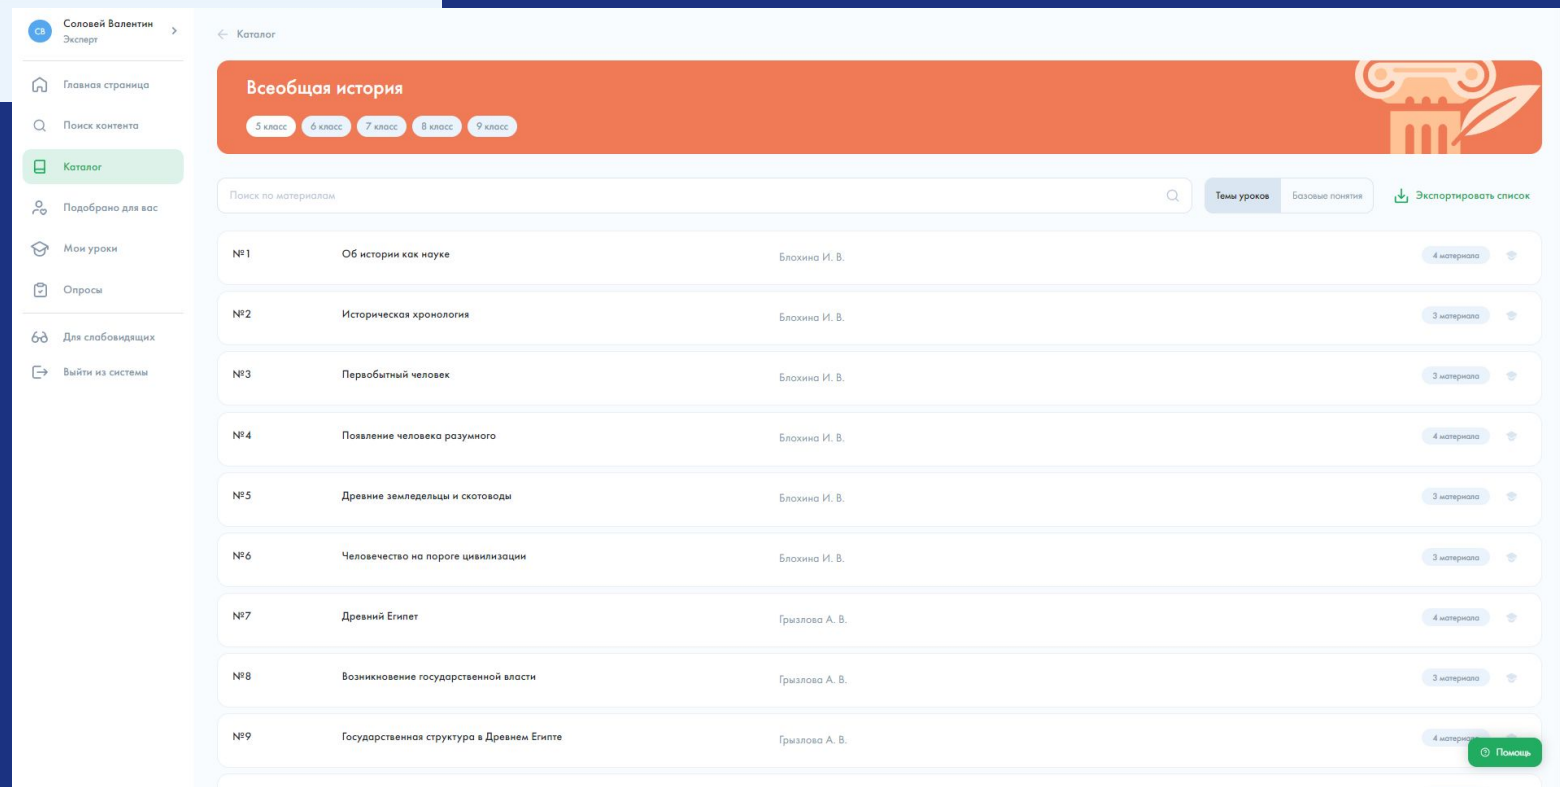 СВ
Соловей Валентин
Эксперт
Главная страница
Поиск контента
Каталог
Подобрано для вас
Мои уроки
Опросы
Для слабовидящих
Выйти из системы
Каталог
Всеобщая история
5 класс 6 класс 7 класс 8 класс 9 класс
Поиск по материалам
Темы уроков Базовые понятия Экспортировать список
№1 Об истории как науке Блохина И. В. 4 материала
№2 Историческая хронология Блохина И. В. 3 материала
№3 Первобытный человек Блохина И. В. 3 материала
№4 Появление человека разумного Блохина И. В. 4 материала
№5 Древние земледельцы и скотоводы Блохина И. В. 3 материала
№6 Человечество на пороге цивилизации Блохина И. В. 3 материала
№7 Древний Египет Грызлова А. В. 4 материала
№8 Возникновение государственной власти Грызлова А. В. 3 материала
№9 Государственная структура в Древнем Египте Грызлова А. В. 4 материала
Помощь